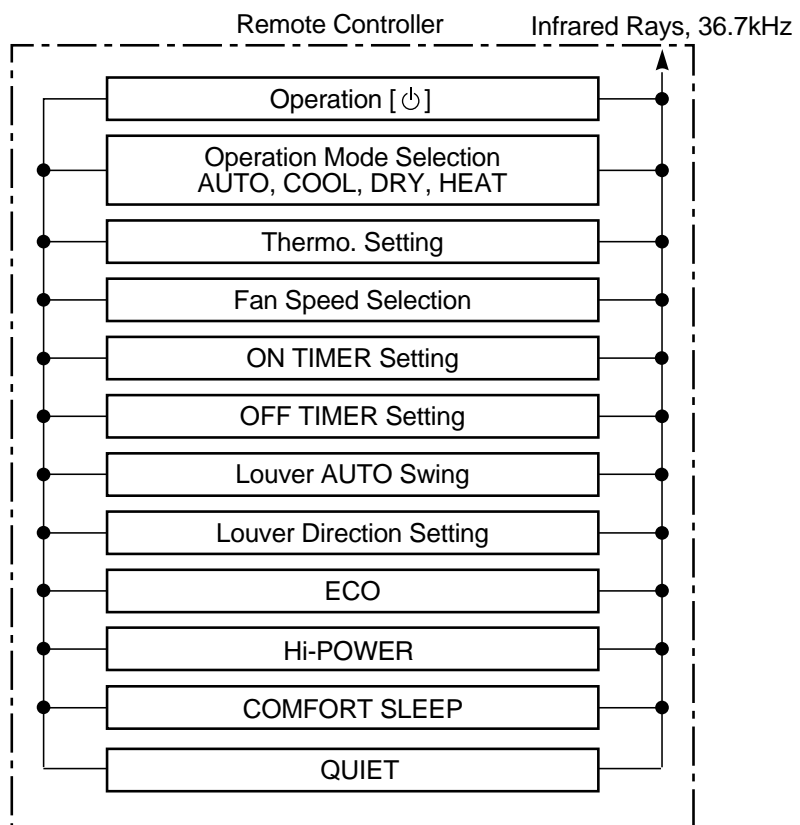 Remote Controller
Infrared Rays, 36.7kHz
Operation [⏻]
Operation Mode Selection
AUTO, COOL, DRY, HEAT
Thermo. Setting
Fan Speed Selection
ON TIMER Setting
OFF TIMER Setting
Louver AUTO Swing
Louver Direction Setting
ECO
Hi-POWER
COMFORT SLEEP
QUIET